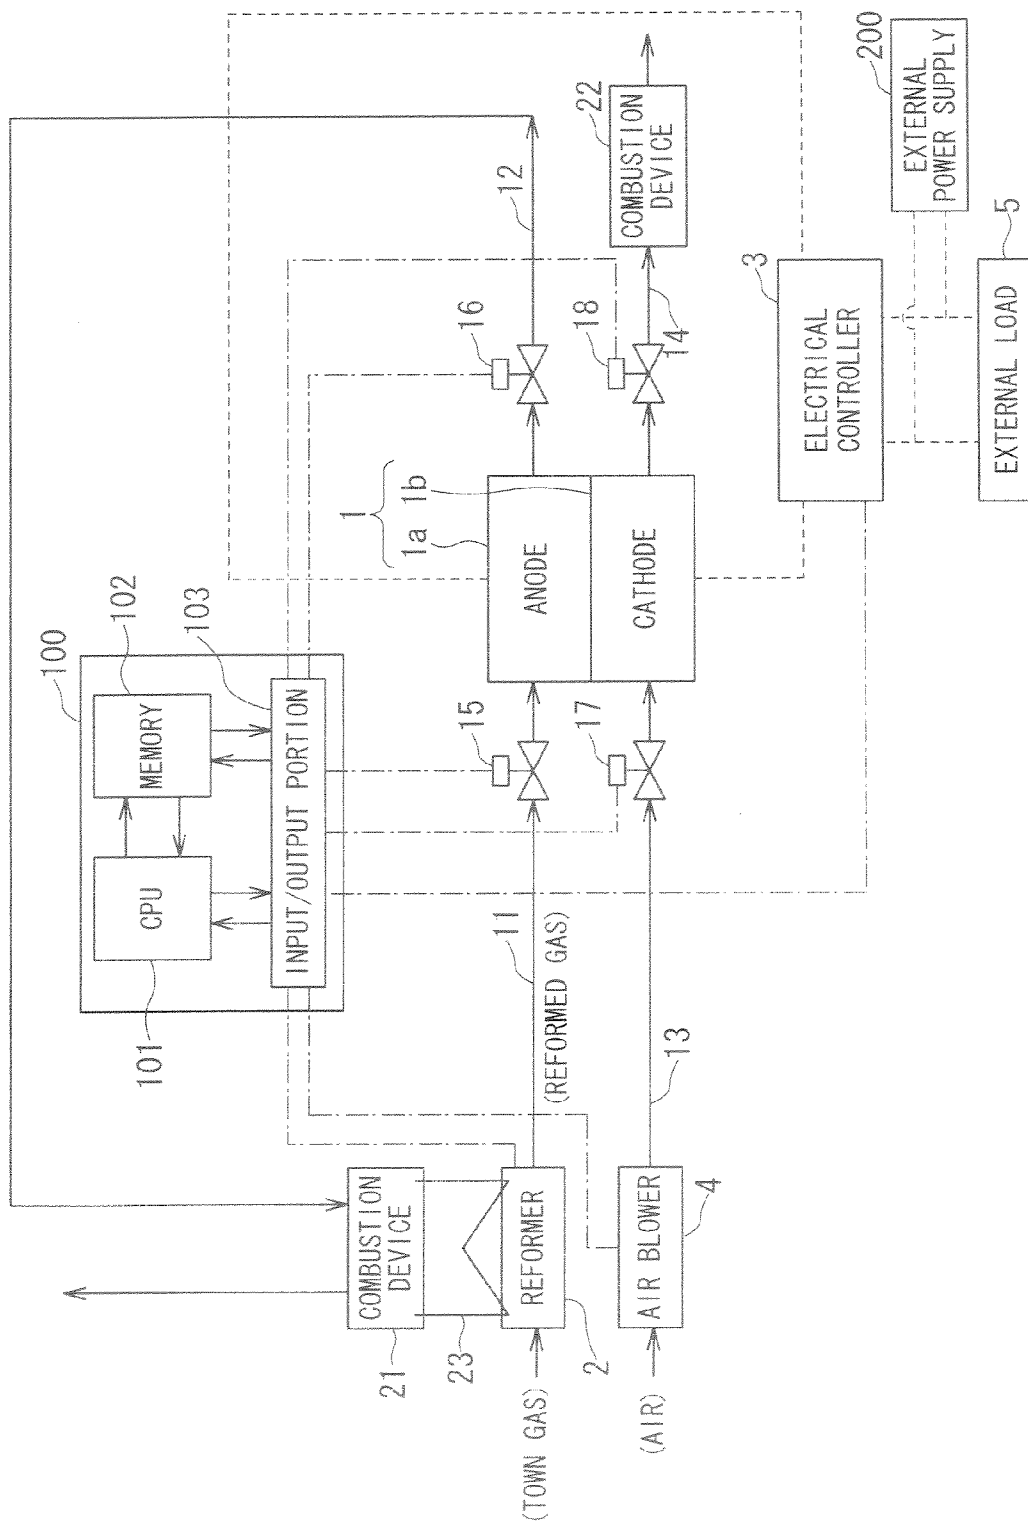 100
101
102
103
CPU
MEMORY
INPUT/OUTPUT PORTION
12
16
1
1a
1b
15
11
(REFORMED GAS)
COMBUSTION
DEVICE
21
23
REFORMER
2
(TOWN GAS)
ANODE
CATHODE
22
COMBUSTION
DEVICE
14
18
17
13
AIR BLOWER
4
(AIR)
3
ELECTRICAL
CONTROLLER
200
EXTERNAL
POWER SUPPLY
5
EXTERNAL LOAD